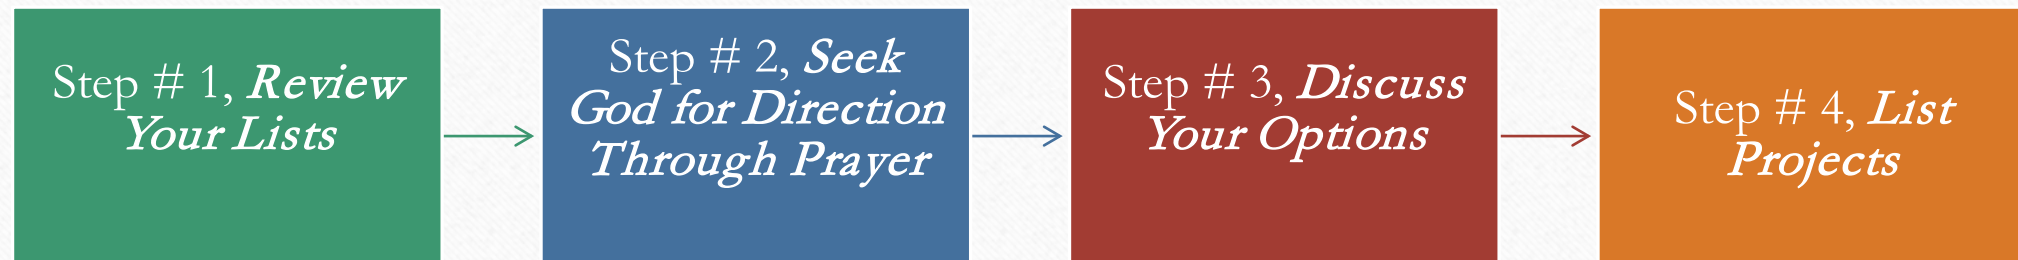 Step # 1, Review
Your Lists
Step # 2, Seek
God for Direction
Through Prayer
Step # 3, Discuss
Your Options
Step # 4, List
Projects